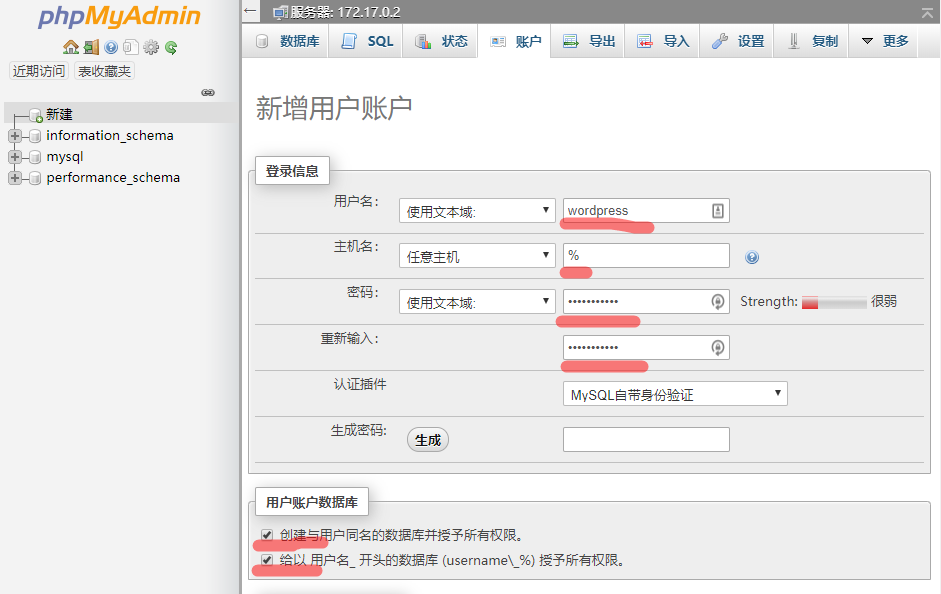 phpMyAdmin
近期访问 表收藏夹
新建
information_schema
mysql
performance_schema
服务器: 172.17.0.2
数据库 SQL 状态 账户 导出 导入 设置 复制 更多
新增用户账户
登录信息
用户名: 使用文本域: wordpress
主机名: 任意主机 %
密码: 使用文本域: ••••••••••• Strength: 很弱
重新输入: •••••••••••
认证插件 MySQL自带身份验证
生成密码: 生成
用户账户数据库
创建与用户同名的数据库并授予所有权限。
给以 用户名_ 开头的数据库 (username\_%) 授予所有权限。